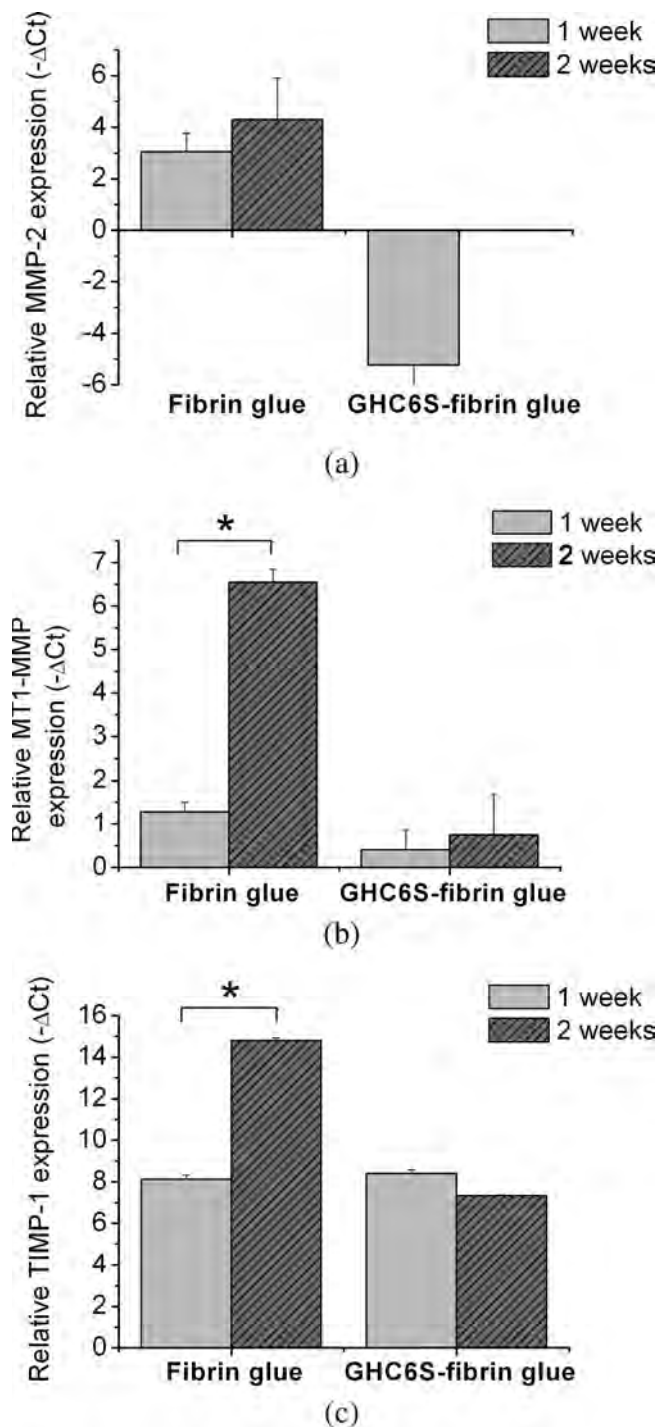 1 week
2 weeks
Relative MMP-2 expression (-ΔCt)
6
4
2
0
-2
-4
-6
Fibrin glue
GHC6S-fibrin glue
(a)
1 week
2 weeks
*
Relative MT1-MMP
expression (-ΔCt)
7
6
5
4
3
2
1
0
Fibrin glue
GHC6S-fibrin glue
(b)
1 week
2 weeks
*
Relative TIMP-1 expression (-ΔCt)
16
14
12
10
8
6
4
2
0
Fibrin glue
GHC6S-fibrin glue
(c)